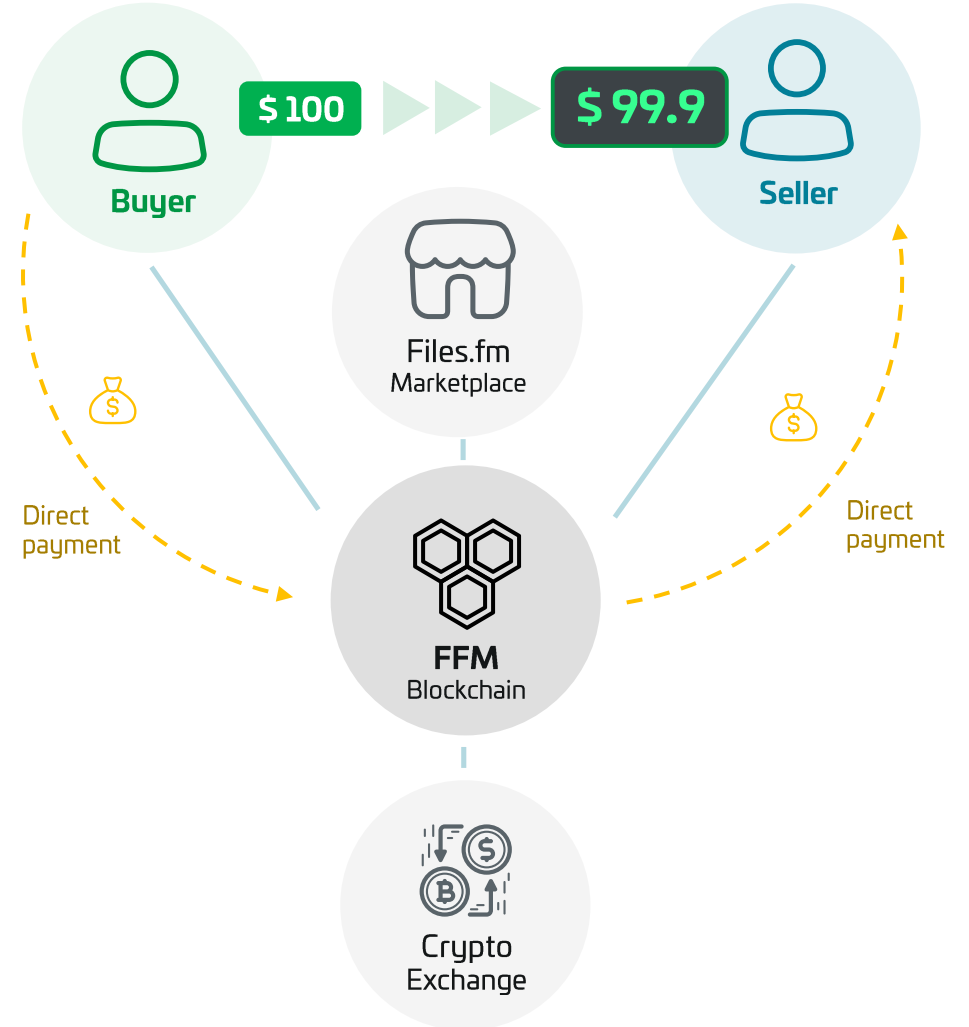 $ 100
$ 99.9
Buyer
Seller
Files.fm
Marketplace
Direct
payment
Direct
payment
FFM
Blockchain
Crypto
Exchange